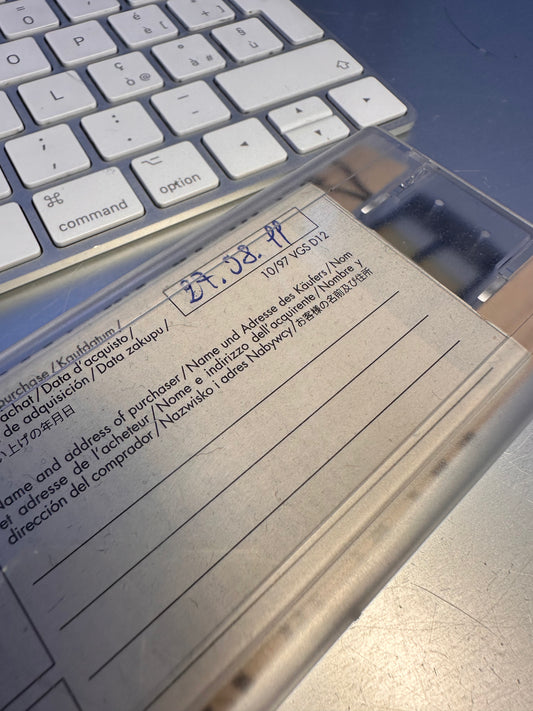 O
P
è
é
[
+
*
]
L
ç
ò
@
°
à
#
§
ù
;
,
:
.
_
-
⌘
command
⌥
option
27.08.99
10/97 VGS D12
purchase / Kaufdatum /
achat / Data d'acquisto /
de adquisición / Data zakupu /
い上げの年月日
Name and address of purchaser / Name und Adresse des Käufers / Nom
et adresse de l'acheteur / Nome e indirizzo dell'acquirente / Nombre y
dirección del comprador / Nazwisko i adres Nabywcy / お客様の名前及び住所